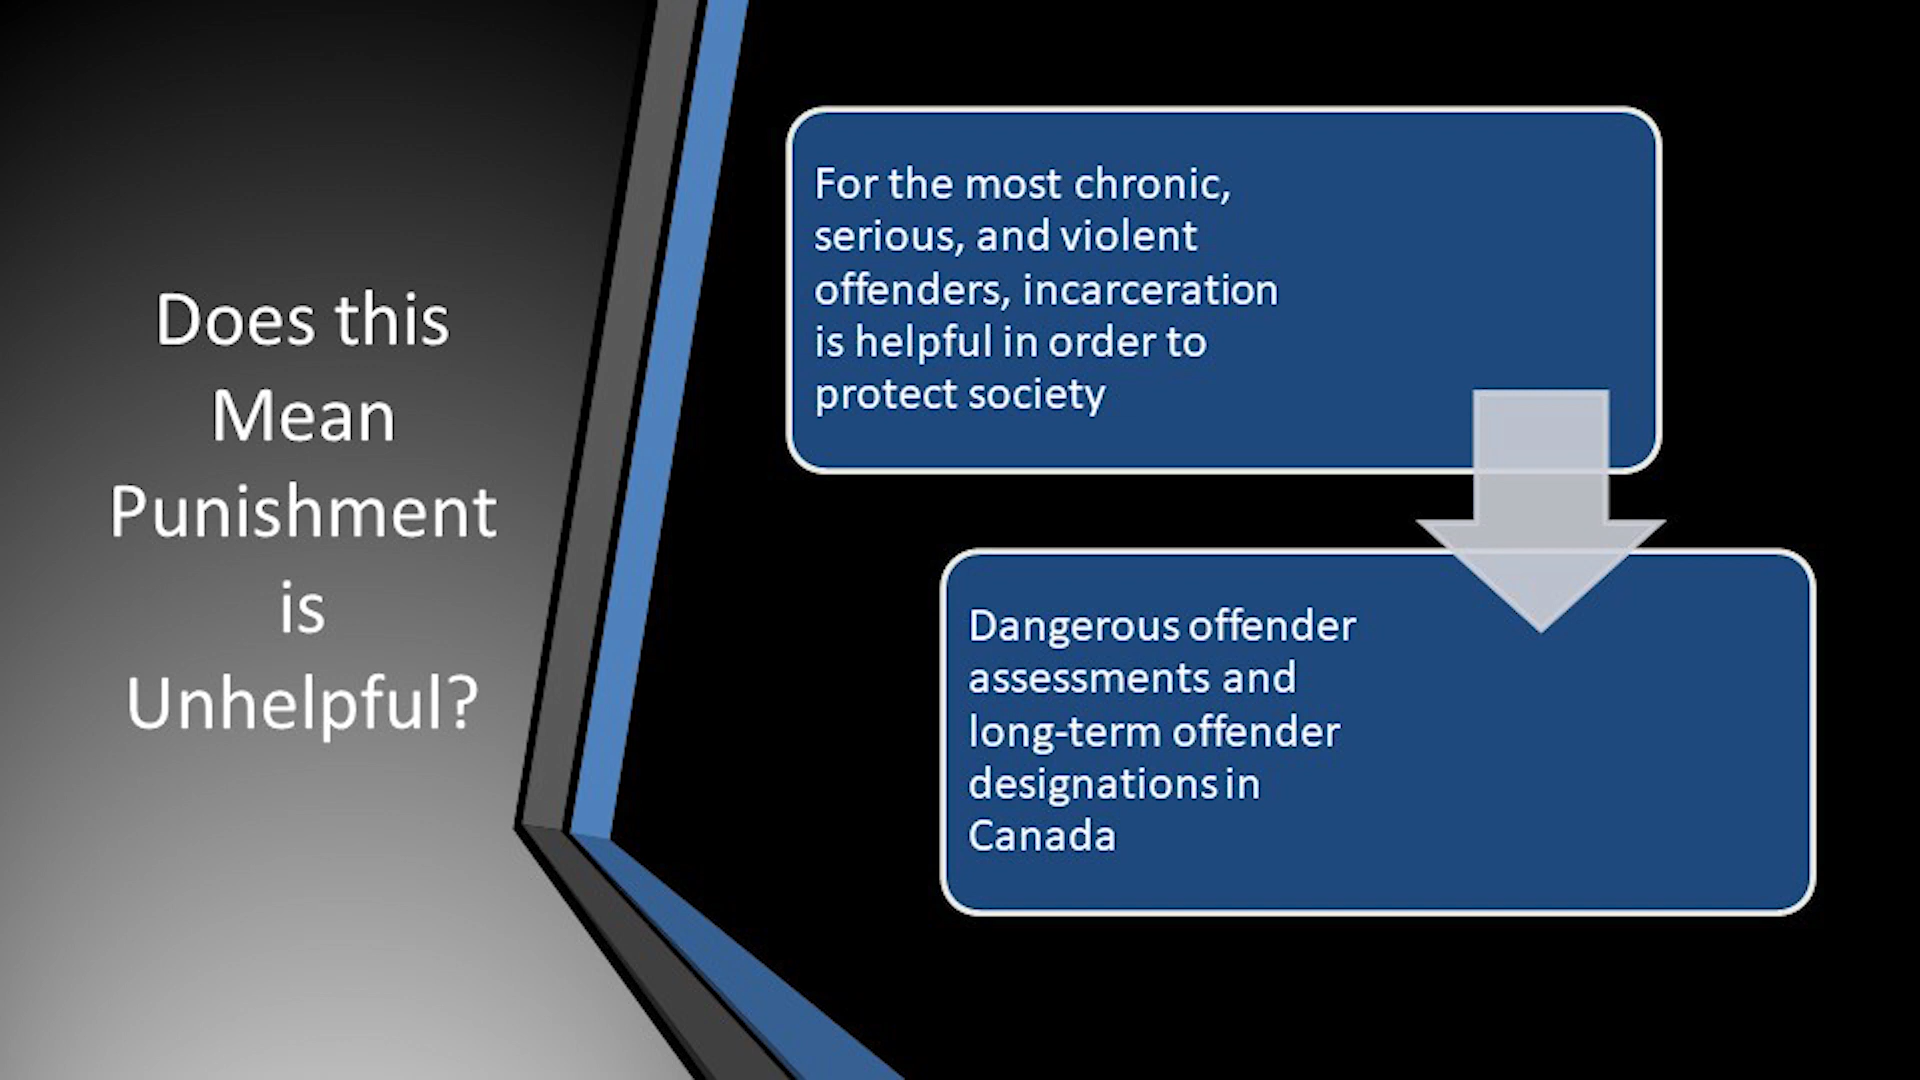 Does this
Mean
Punishment
is
Unhelpful?
For the most chronic,
serious, and violent
offenders, incarceration
is helpful in order to
protect society
Dangerous offender
assessments and
long-term offender
designations in
Canada